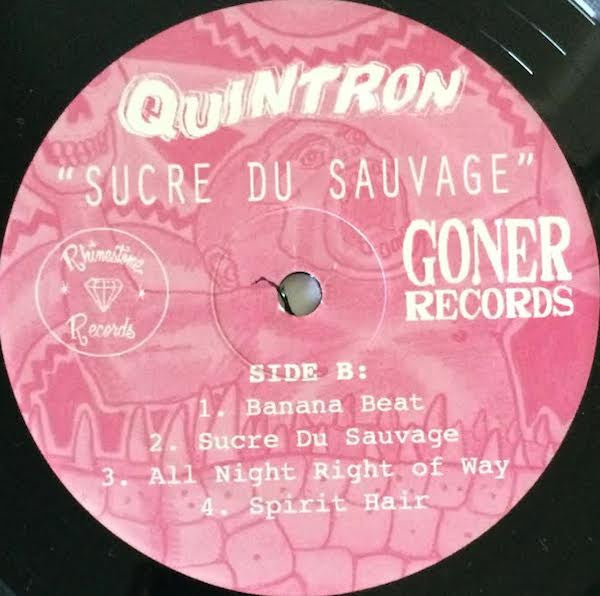 QUINTRON
"SUCRE DU SAUVAGE"
Rhinestone
Records
GONER
RECORDS
SIDE B:
1. Banana Beat
2. Sucre Du Sauvage
3. All Night Right of Way
4. Spirit Hair